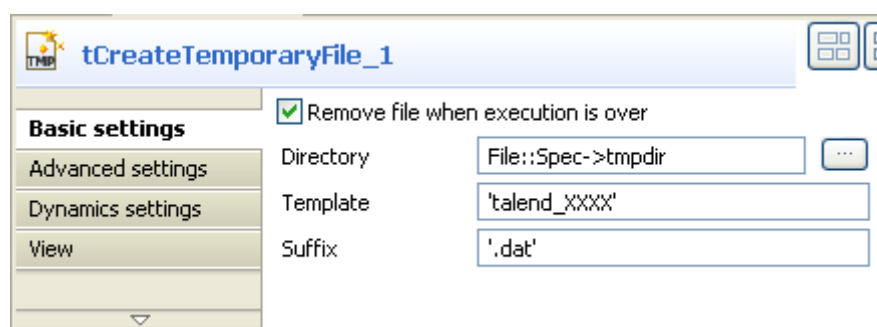 TMP
tCreateTemporaryFile_1
Basic settings
Advanced settings
Dynamics settings
View
Remove file when execution is over
Directory File::Spec->tmpdir ...
Template 'talend_XXXX'
Suffix '.dat'